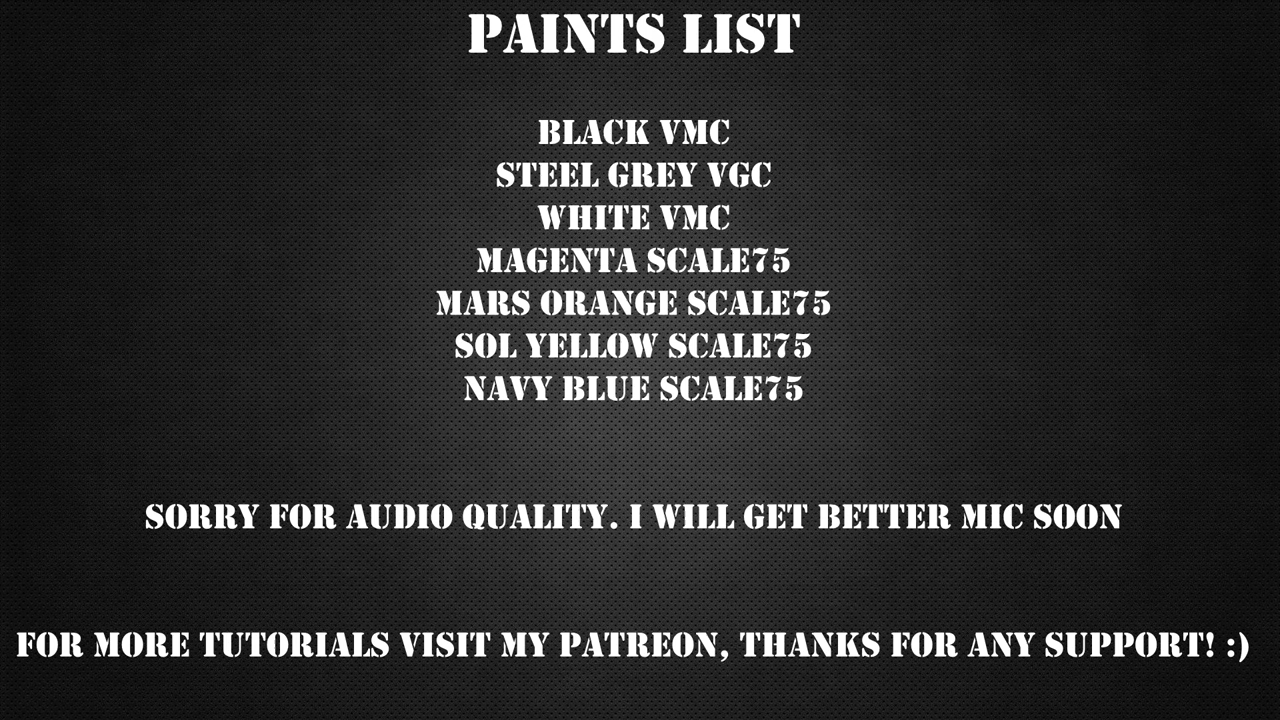 PAINTS LIST
BLACK VMC
STEEL GREY VGC
WHITE VMC
MAGENTA SCALE75
MARS ORANGE SCALE75
SOL YELLOW SCALE75
NAVY BLUE SCALE75
SORRY FOR AUDIO QUALITY. I WILL GET BETTER MIC SOON
FOR MORE TUTORIALS VISIT MY PATREON, THANKS FOR ANY SUPPORT! :)